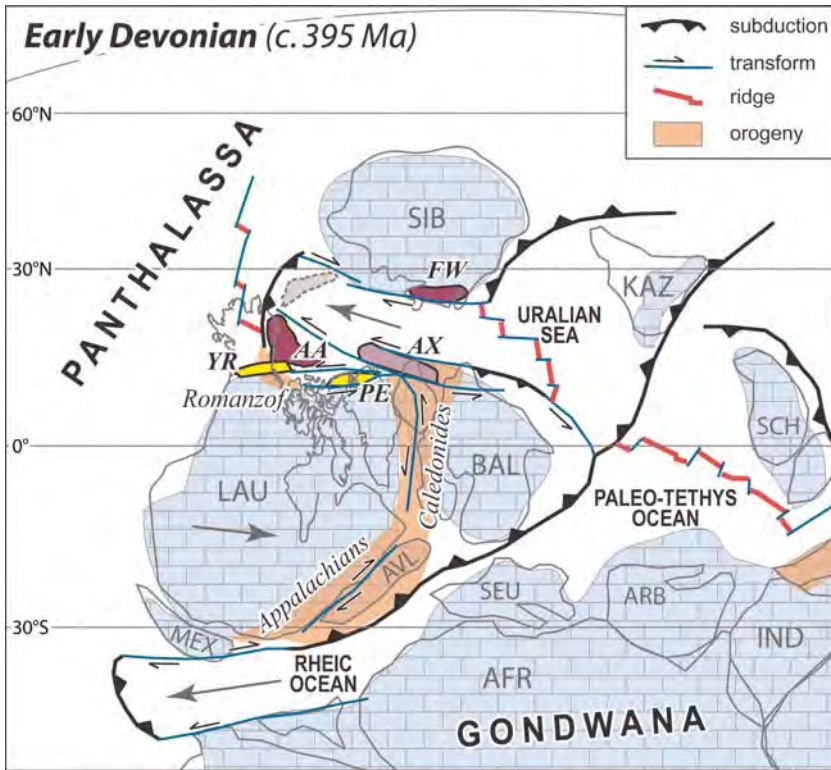 Early Devonian (c. 395 Ma)
subduction
transform
ridge
orogeny
60°N
PANTHALASSA
SIB
30°N
FW
KAZ
URALIAN
SEA
AA
AX
YR
Romanzof
PE
SCH
0°
Caledonides
BAL
LAU
PALEO-TETHYS
OCEAN
Appalachians
AVL
SEU
ARB
30°S
MEX
IND
RHEIC
OCEAN
AFR
GONDWANA